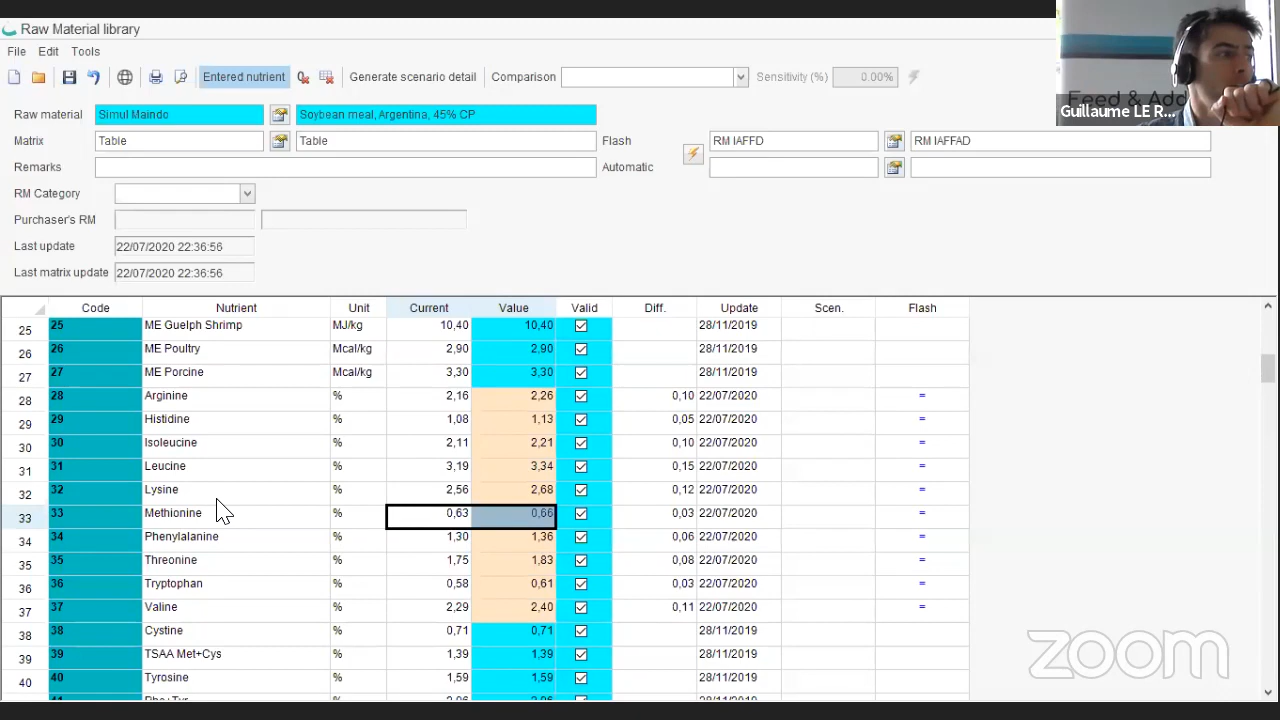 Raw Material library
File Edit Tools
Entered nutrient Generate scenario detail Comparison Sensitivity (%) 0.00%
Raw material Simul Maindo Soybean meal, Argentina, 45% CP
Feed & Add
Guillaume LE R...
Matrix Table Table Flash RM IAFFD RM IAFFAD
Remarks Automatic
RM Category
Purchaser's RM
Last update 22/07/2020 22:36:56
Last matrix update 22/07/2020 22:36:56
Code Nutrient Unit Current Value Valid Diff. Update Scen. Flash
25 25 ME Guelph Shrimp MJ/kg 10,40 10,40 28/11/2019
26 26 ME Poultry Mcal/kg 2,90 2,90 28/11/2019
27 27 ME Porcine Mcal/kg 3,30 3,30 28/11/2019
28 28 Arginine % 2,16 2,26 0,10 22/07/2020 =
29 29 Histidine % 1,08 1,13 0,05 22/07/2020 =
30 30 Isoleucine % 2,11 2,21 0,10 22/07/2020 =
31 31 Leucine % 3,19 3,34 0,15 22/07/2020 =
32 32 Lysine % 2,56 2,68 0,12 22/07/2020 =
33 33 Methionine % 0,63 0,66 0,03 22/07/2020 =
34 34 Phenylalanine % 1,30 1,36 0,06 22/07/2020 =
35 35 Threonine % 1,75 1,83 0,08 22/07/2020 =
36 36 Tryptophan % 0,58 0,61 0,03 22/07/2020 =
37 37 Valine % 2,29 2,40 0,11 22/07/2020 =
38 38 Cystine % 0,71 0,71 28/11/2019
39 39 TSAA Met+Cys % 1,39 1,39 28/11/2019
40 40 Tyrosine % 1,59 1,59 28/11/2019
zoom